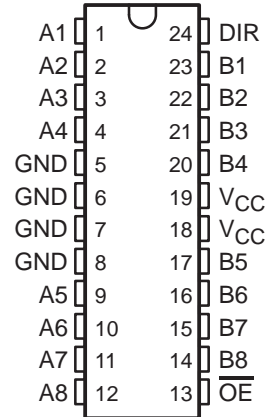 A1 1 24 DIR
A2 2 23 B1
A3 3 22 B2
A4 4 21 B3
GND 5 20 B4
GND 6 19 VCC
GND 7 18 VCC
GND 8 17 B5
A5 9 16 B6
A6 10 15 B7
A7 11 14 B8
A8 12 13 O̅E̅